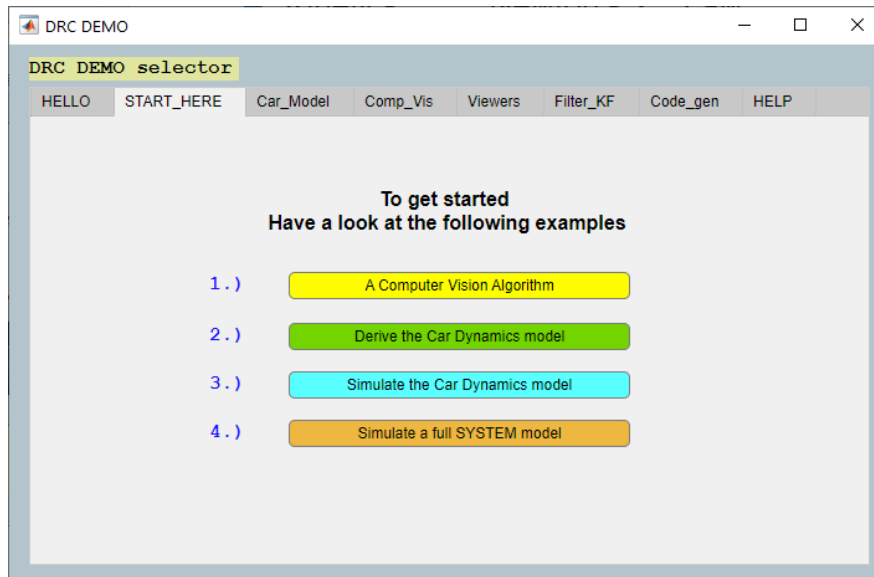 DRC DEMO
DRC DEMO selector
HELLO START_HERE Car_Model Comp_Vis Viewers Filter_KF Code_gen HELP
To get started
Have a look at the following examples
1.) A Computer Vision Algorithm
2.) Derive the Car Dynamics model
3.) Simulate the Car Dynamics model
4.) Simulate a full SYSTEM model